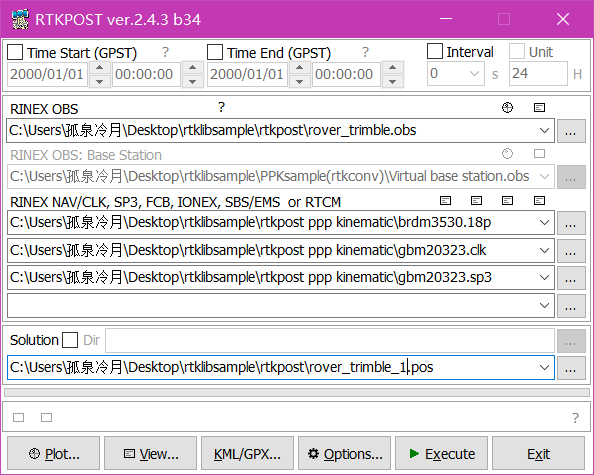 RTKPOST ver.2.4.3 b34
Time Start (GPST) ? Time End (GPST) ? Interval Unit
2000/01/01 00:00:00 2000/01/01 00:00:00 0 s 24 H
RINEX OBS ?
C:\Users\孤泉冷月\Desktop\rtklibsample\rtkpost\rover_trimble.obs ...
RINEX OBS: Base Station
C:\Users\孤泉冷月\Desktop\rtklibsample\PPKsample(rtkconv)\Virtual base station.obs ...
RINEX NAV/CLK, SP3, FCB, IONEX, SBS/EMS or RTCM
C:\Users\孤泉冷月\Desktop\rtklibsample\rtkpost ppp kinematic\brdm3530.18p ...
C:\Users\孤泉冷月\Desktop\rtklibsample\rtkpost ppp kinematic\gbm20323.clk ...
C:\Users\孤泉冷月\Desktop\rtklibsample\rtkpost ppp kinematic\gbm20323.sp3 ...
...
Solution Dir ...
C:\Users\孤泉冷月\Desktop\rtklibsample\rtkpost\rover_trimble_1.pos ...
?
Plot... View... KML/GPX... Options... Execute Exit